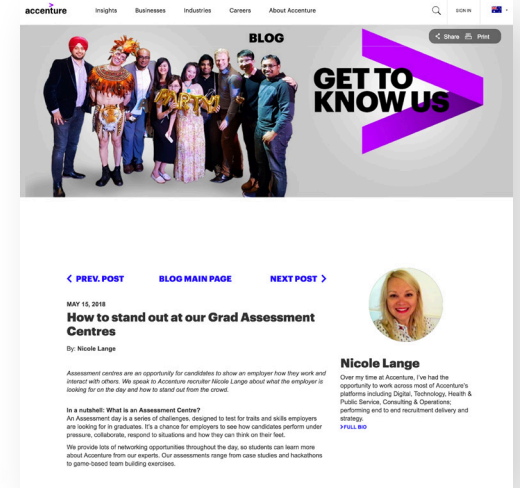 accenture
Insights Businesses Industries Careers About Accenture SIGN IN
BLOG
Share Print
PARTY!
GET TO
KNOW US
PREV. POST BLOG MAIN PAGE NEXT POST
MAY 15, 2018
How to stand out at our Grad Assessment
Centres
By: Nicole Lange
Assessment centres are an opportunity for candidates to show an employer how they work and
interact with others. We speak to Accenture recruiter Nicole Lange about what the employer is
looking for on the day and how to stand out from the crowd.
In a nutshell: What is an Assessment Centre?
An Assessment day is a series of challenges, designed to test for traits and skills employers
are looking for in graduates. It's a chance for employers to see how candidates perform under
pressure, collaborate, respond to situations and how they can think on their feet.
We provide lots of networking opportunities throughout the day, so students can learn more
about Accenture from our experts. Our assessments range from case studies and hackathons
to game-based team building exercises.
Nicole Lange
Over my time at Accenture, I've had the
opportunity to work across most of Accenture's
platforms including Digital, Technology, Health &
Public Service, Consulting & Operations;
performing end to end recruitment delivery and
strategy.
>FULL BIO